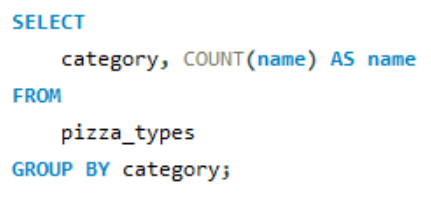 SELECT
category, COUNT(name) AS name
FROM
pizza_types
GROUP BY category;